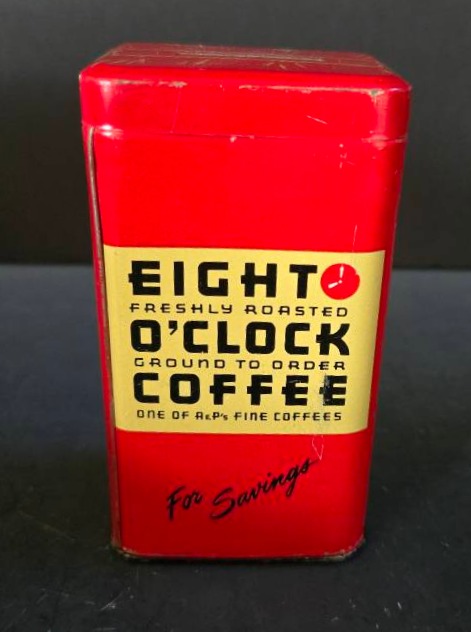 EIGHT
FRESHLY ROASTED
O'CLOCK
GROUND TO ORDER
COFFEE
ONE OF A&P's FINE COFFEES
For Savings